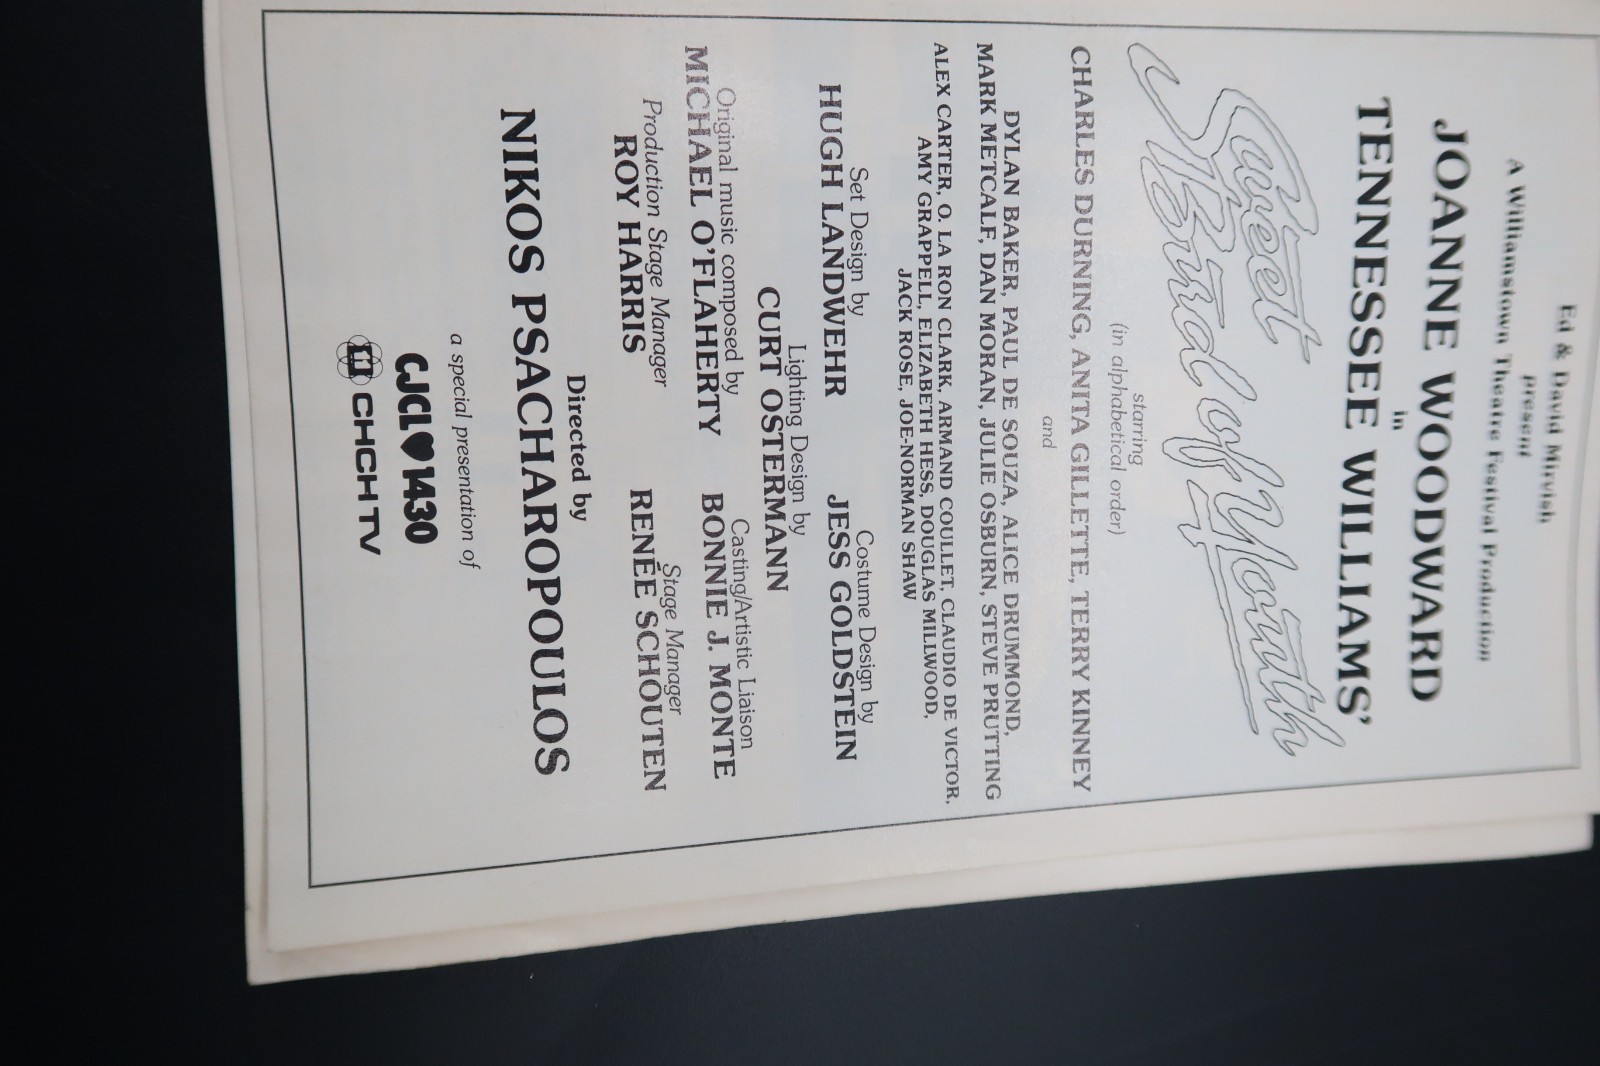 Ed & David Mirvish
present
A Williamstown Theatre Festival Production
JOANNE WOODWARD
in
TENNESSEE WILLIAMS'
Sweet
Bird of Youth
starring
(in alphabetical order)
CHARLES DURNING, ANITA GILLETTE, TERRY KINNEY
and
DYLAN BAKER, PAUL DE SOUZA, ALICE DRUMMOND,
MARK METCALF, DAN MORAN, JULIE OSBURN, STEVE PRUTTING
ALEX CARTER, O. LA RON CLARK, ARMAND COULLET, CLAUDIO DE VICTOR,
AMY GRAPPELL, ELIZABETH HESS, DOUGLAS MILLWOOD,
JACK ROSE, JOE-NORMAN SHAW
Set Design by
HUGH LANDWEHR
Costume Design by
JESS GOLDSTEIN
Lighting Design by
CURT OSTERMANN
Original music composed by
MICHAEL O'FLAHERTY
Casting/Artistic Liaison
BONNIE J. MONTE
Production Stage Manager
ROY HARRIS
Stage Manager
RENÉE SCHOUTEN
Directed by
NIKOS PSACHAROPOULOS
a special presentation of
CJCL♥1430
CHCH TV